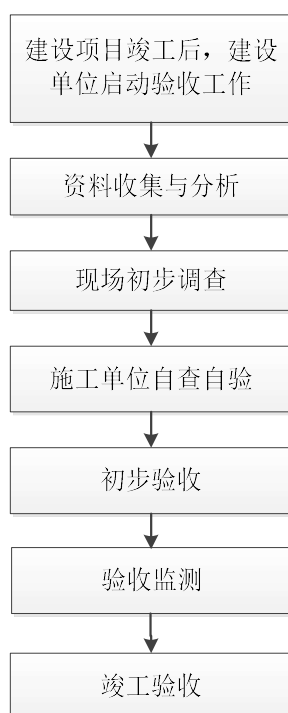 建设项目竣工后，建设
单位启动验收工作
资料收集与分析
现场初步调查
施工单位自查自验
初步验收
验收监测
竣工验收